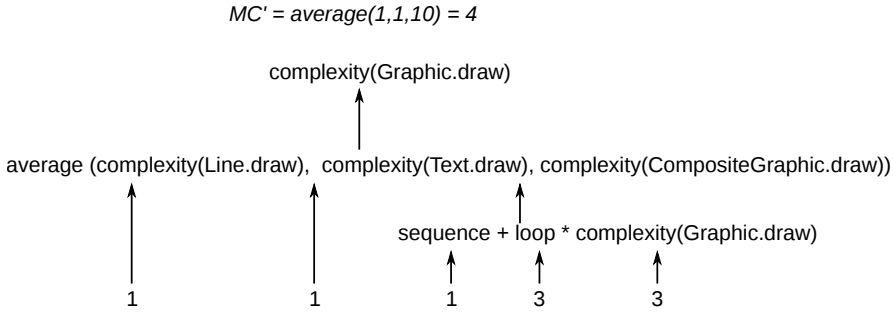 MC' = average(1,1,10) = 4
complexity(Graphic.draw)
average (complexity(Line.draw), complexity(Text.draw), complexity(CompositeGraphic.draw))
sequence + loop * complexity(Graphic.draw)
1 1 1 3 3